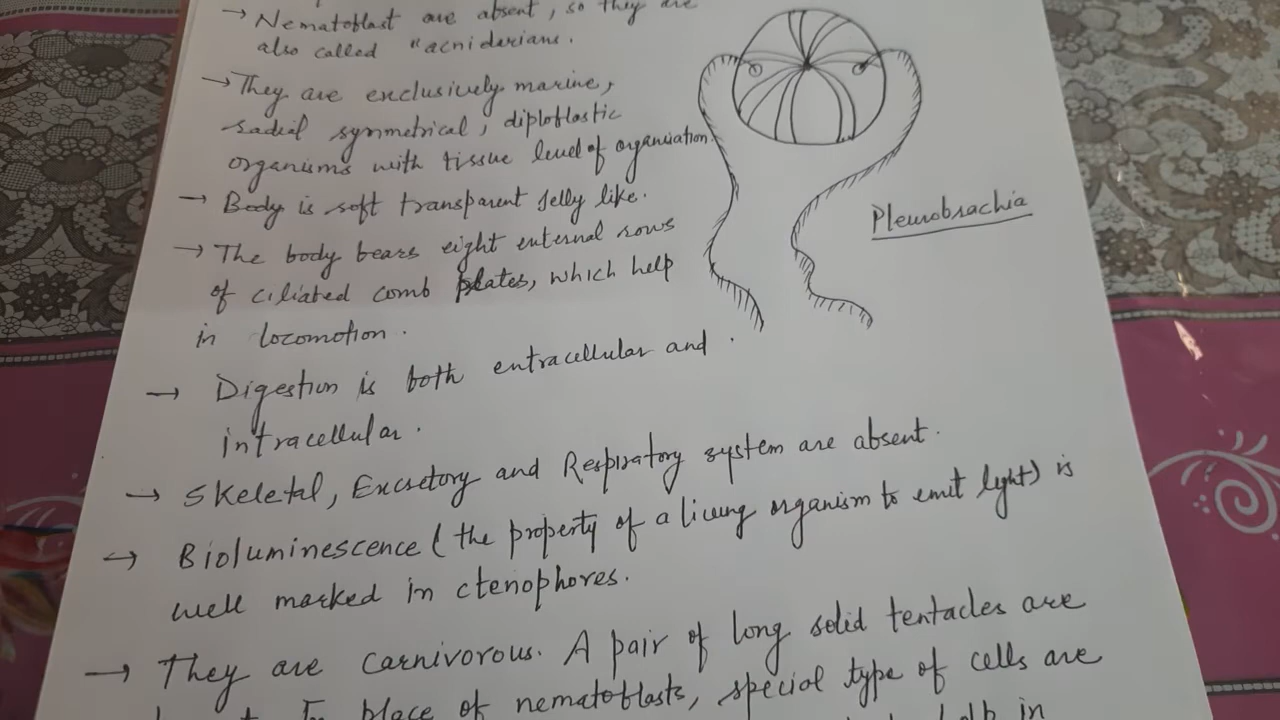 → Nematoblast are absent, so they are
also called "acnidarians.
→ They are exclusively marine,
radial symmetrical, diploblastic
organisms with tissue level of organisation.
→ Body is soft transparent Jelly like.
→ The body bears eight external rows
of ciliated comb plates, which help
in locomotion.
→ Digestion is both extracellular and
intracellular.
→ Skeletal, Excretory and Respiratory system are absent.
→ Bioluminescence (the property of a living organism to emit light) is
well marked in ctenophores.
→ They are carnivorous. A pair of long solid tentacles are
In place of nematoblasts, special type of cells are
help in
Pleurobrachia